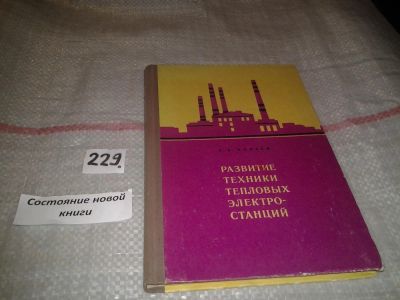 229.
Состояние новой
книги
РАЗВИТИЕ
ТЕХНИКИ
ТЕПЛОВЫХ
ЭЛЕКТРО-
СТАНЦИЙ